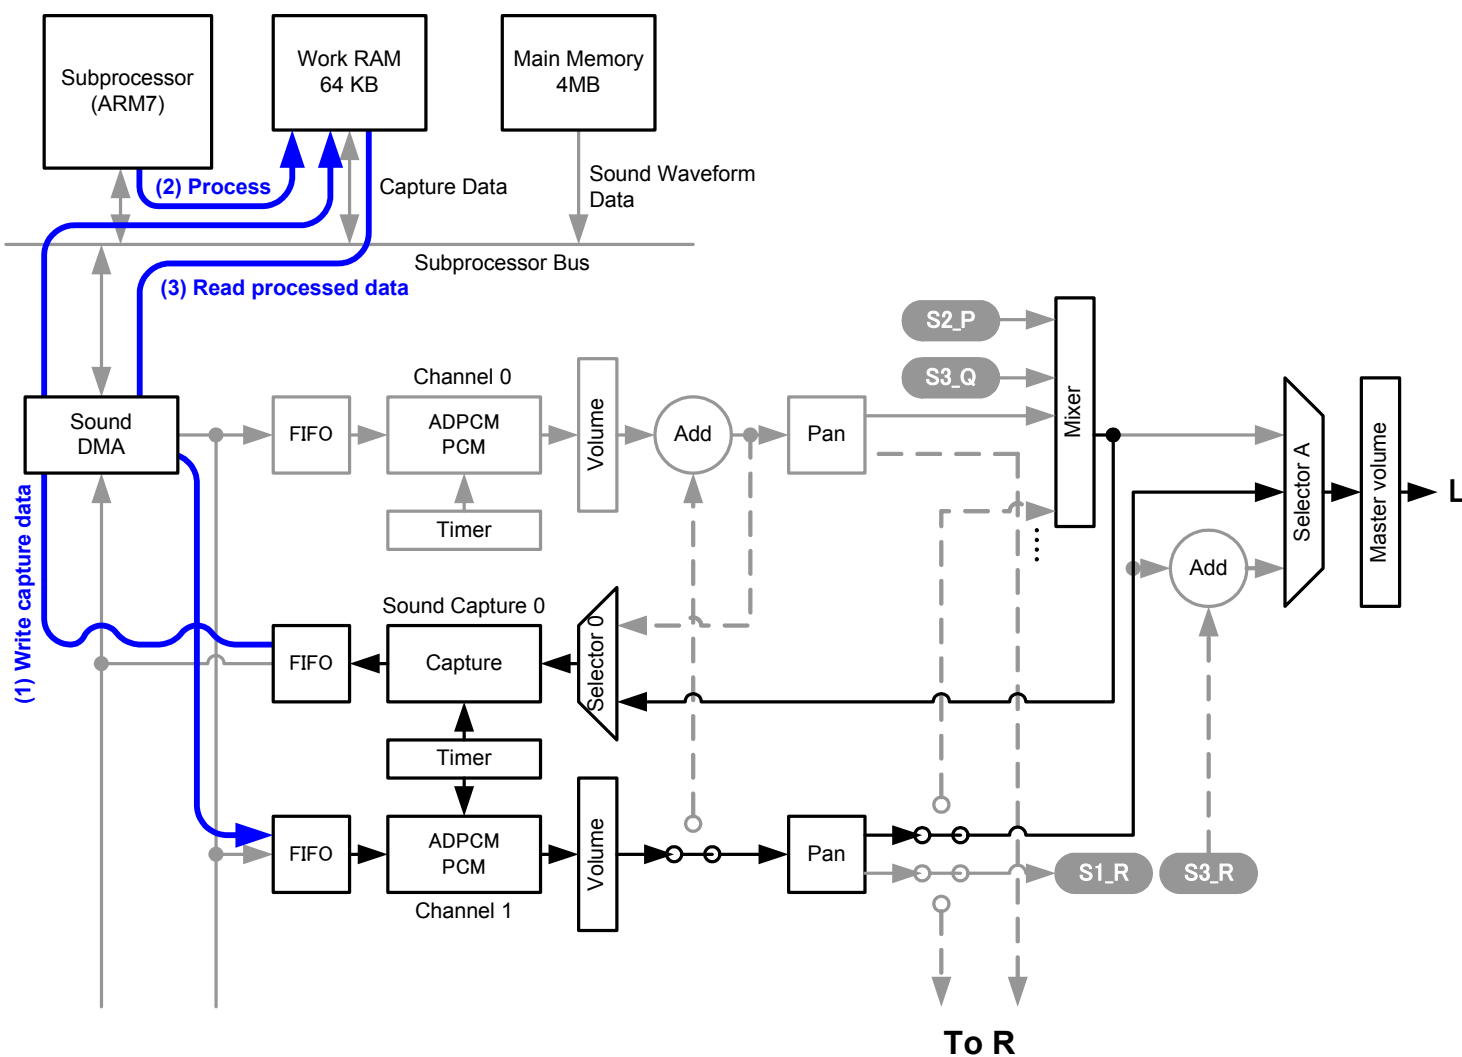 Subprocessor
(ARM7)
Work RAM
64 KB
Main Memory
4MB
(2) Process
Capture Data
Sound Waveform
Data
Subprocessor Bus
(3) Read processed data
S2_P
S3_Q
Channel 0
Sound
DMA
FIFO
ADPCM
PCM
Volume
Add
Pan
Mixer
Timer
Selector A
Master volume
L
Add
(1) Write capture data
Sound Capture 0
FIFO
Capture
Selector 0
Timer
FIFO
ADPCM
PCM
Volume
Pan
S1_R
S3_R
Channel 1
To R